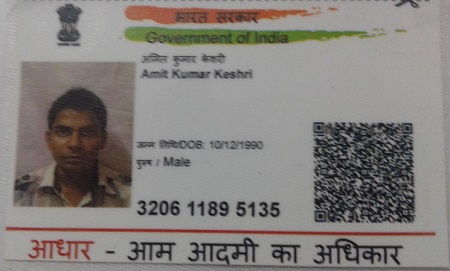 भारत सरकार
Government of India
अमित कुमार केशरी
Amit Kumar Keshri
जन्म तिथि/DOB: 10/12/1990
पुरुष / Male
3206 1189 5135
आधार - आम आदमी का अधिकार